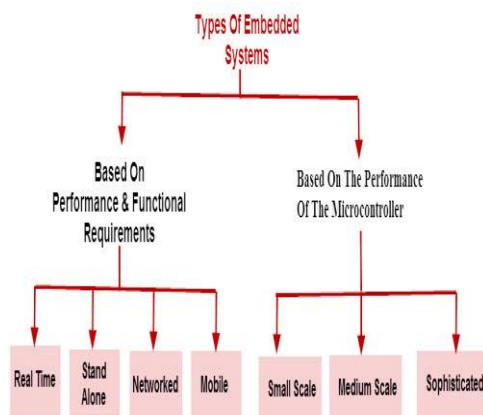 Types Of Embedded
Systems
Based On
Performance & Functional
Requirements
Based On The Performance
Of The Microcontroller
Real Time
Stand
Alone
Networked
Mobile
Small Scale
Medium Scale
Sophisticated